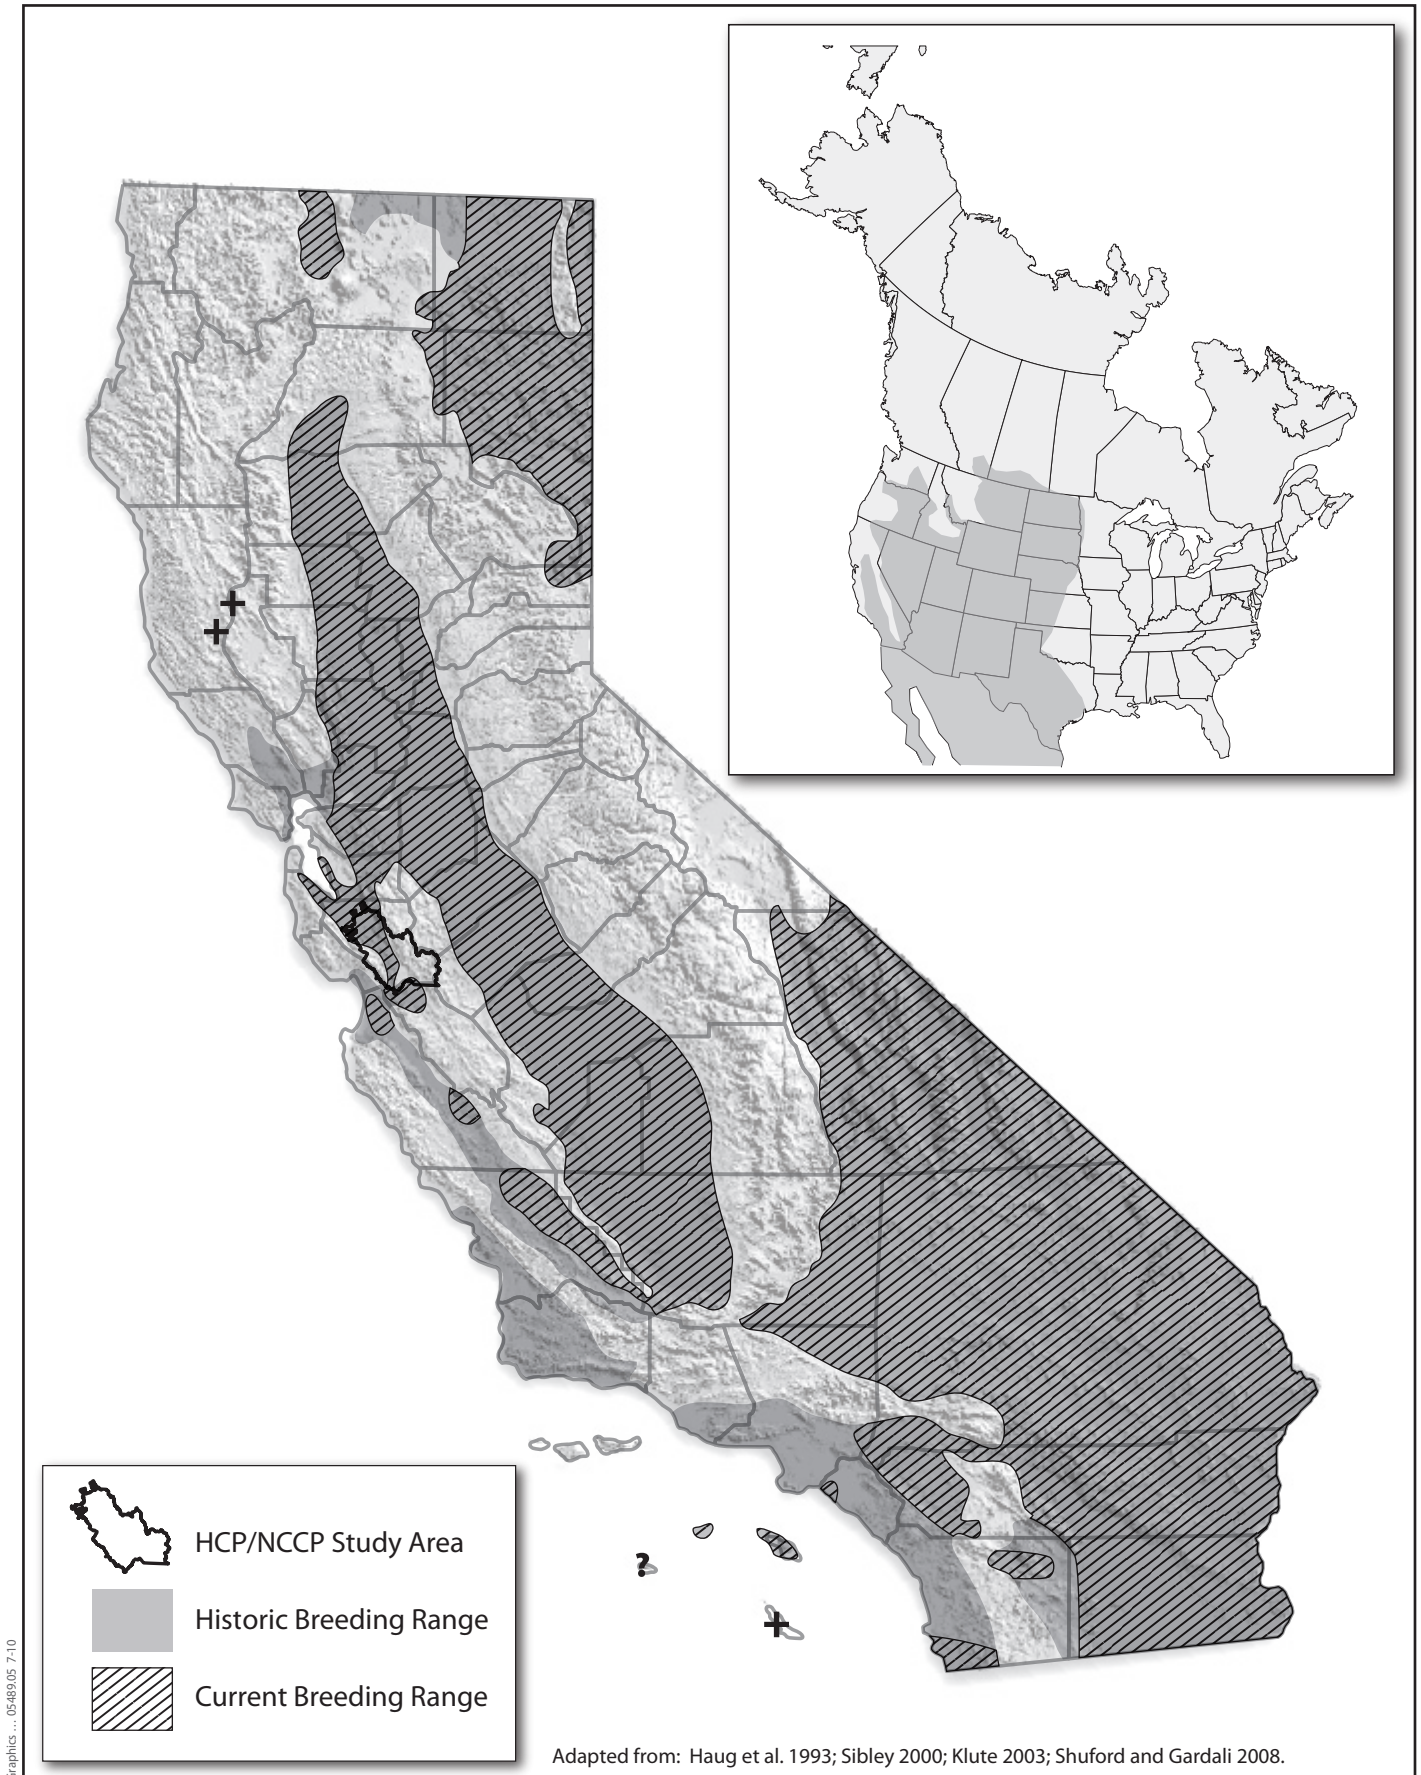 ?
HCP/NCCP Study Area
Historic Breeding Range
Current Breeding Range
Adapted from: Haug et al. 1993; Sibley 2000; Klute 2003; Shuford and Gardali 2008.
Graphics … 05489.05 7-10